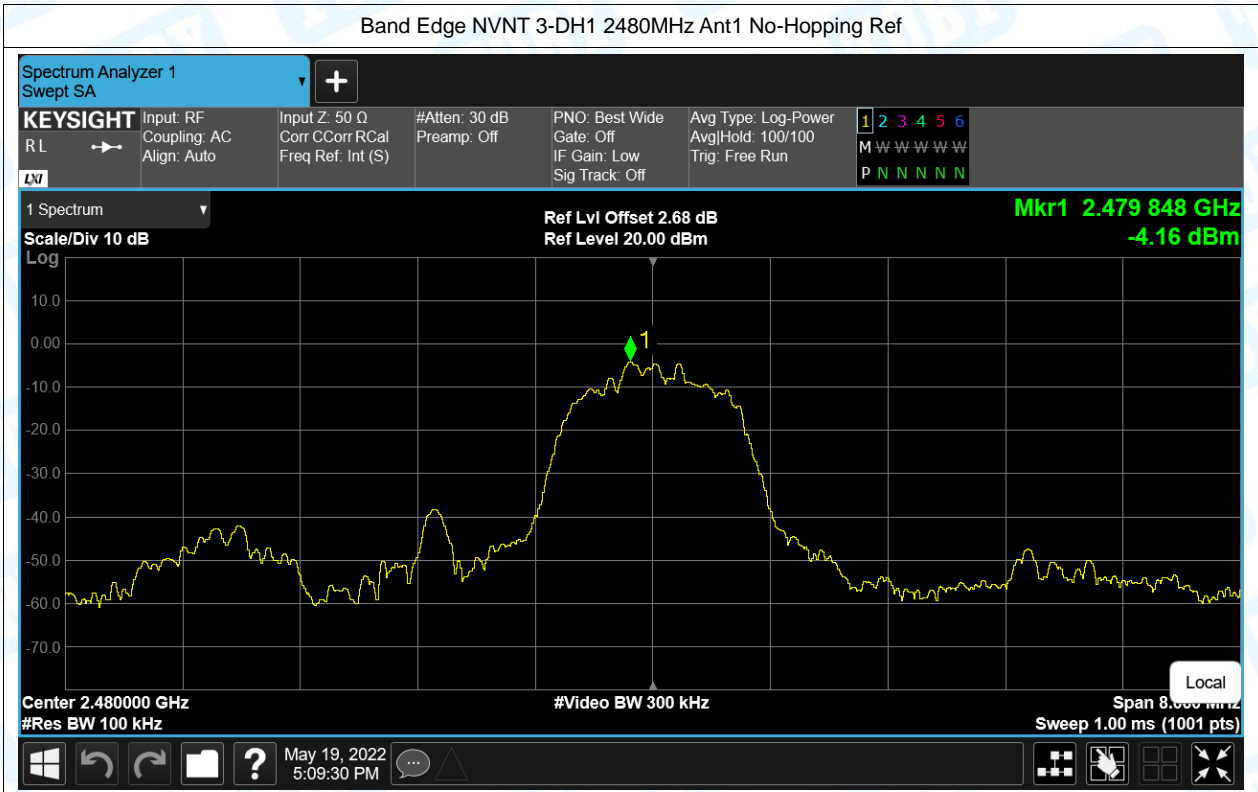 Band Edge NVNT 3-DH1 2480MHz Ant1 No-Hopping Ref
Spectrum Analyzer 1
Swept SA
+
KEYSIGHT
RL
LXI
Input: RF
Coupling: AC
Align: Auto
Input Z: 50 Ω
Corr CCorr RCal
Freq Ref: Int (S)
#Atten: 30 dB
Preamp: Off
PNO: Best Wide
Gate: Off
IF Gain: Low
Sig Track: Off
Avg Type: Log-Power
Avg|Hold: 100/100
Trig: Free Run
1 2 3 4 5 6
M W W W W W
P N N N N N
1 Spectrum
Scale/Div 10 dB
Ref Lvl Offset 2.68 dB
Ref Level 20.00 dBm
Mkr1 2.479 848 GHz
-4.16 dBm
Log
10.0
0.00
-10.0
-20.0
-30.0
-40.0
-50.0
-60.0
-70.0
1
Local
Center 2.480000 GHz
#Video BW 300 kHz
Span 8.000 MHz
#Res BW 100 kHz
Sweep 1.00 ms (1001 pts)
?
May 19, 2022
5:09:30 PM